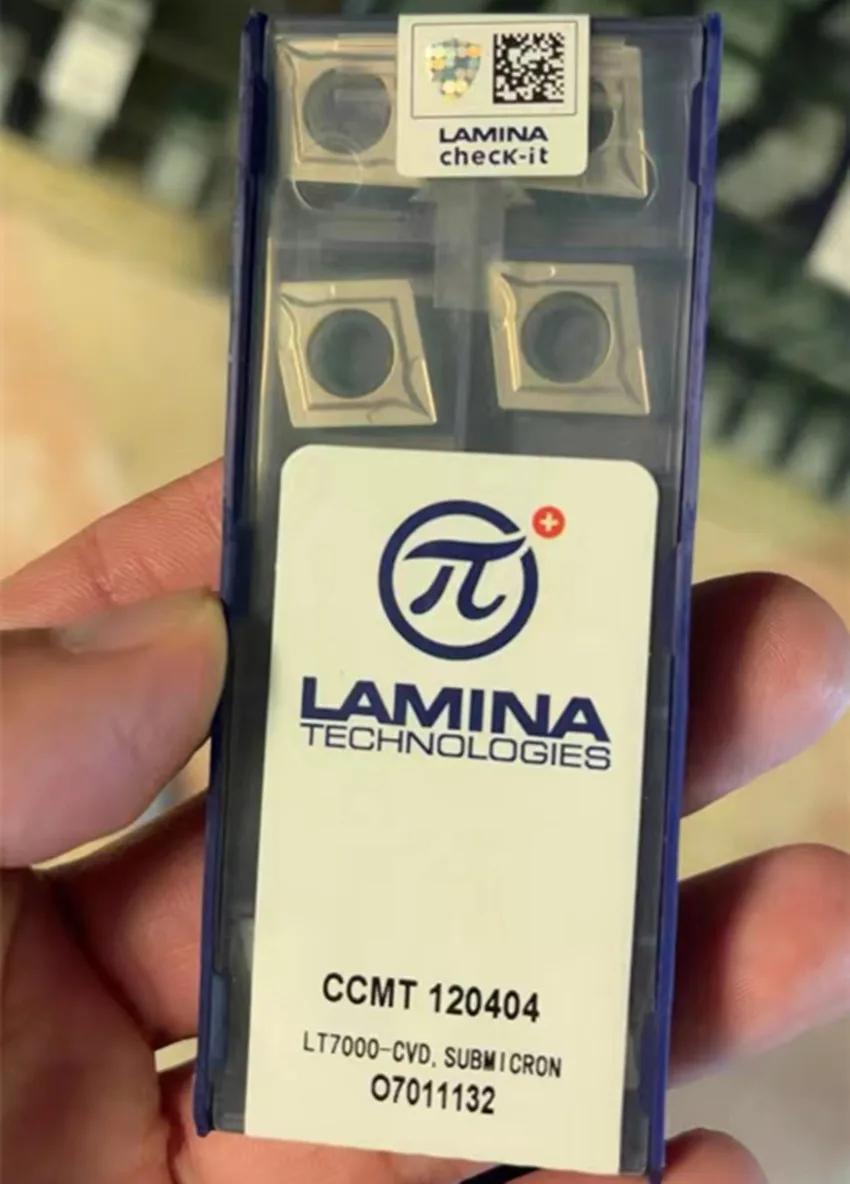 LAMINA
check-it
LAMINA
TECHNOLOGIES
CCMT 120404
LT7000-CVD. SUBMICRON
O7011132